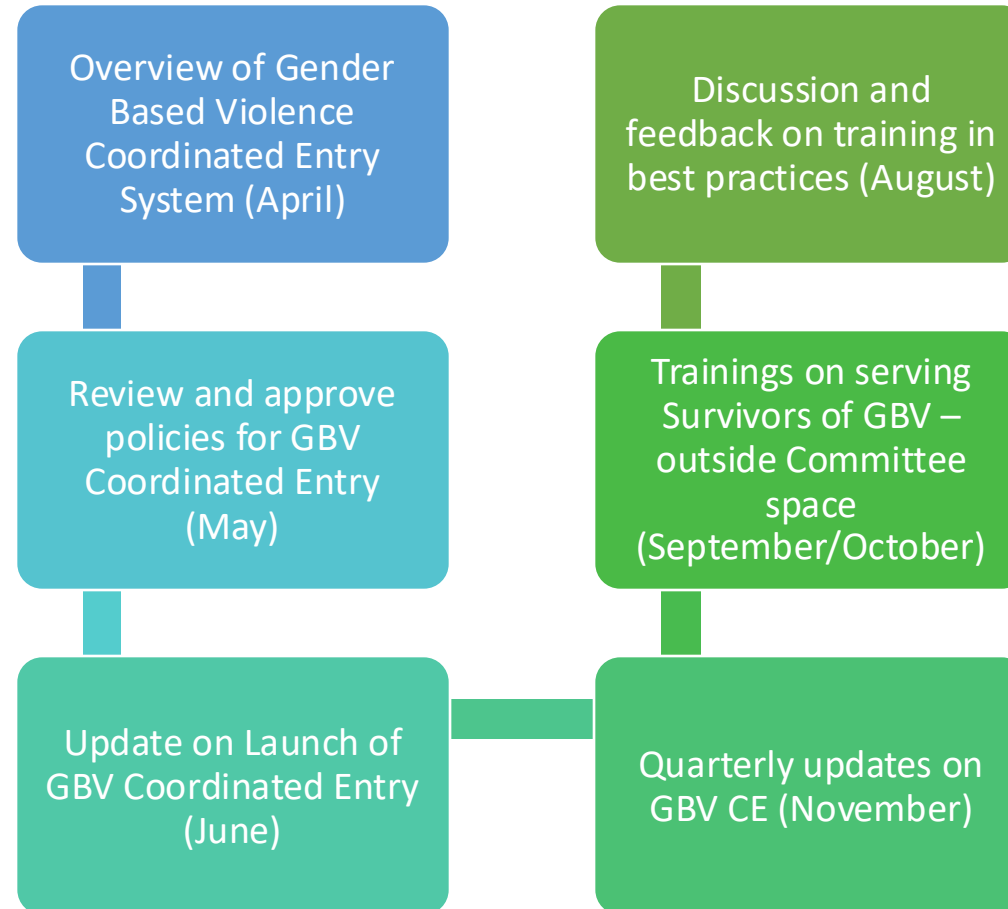 Overview of Gender
Based Violence
Coordinated Entry
System (April)
Review and approve
policies for GBV
Coordinated Entry
(May)
Update on Launch of
GBV Coordinated Entry
(June)
Quarterly updates on
GBV CE (November)
Trainings on serving
Survivors of GBV –
outside Committee
space
(September/October)
Discussion and
feedback on training in
best practices (August)